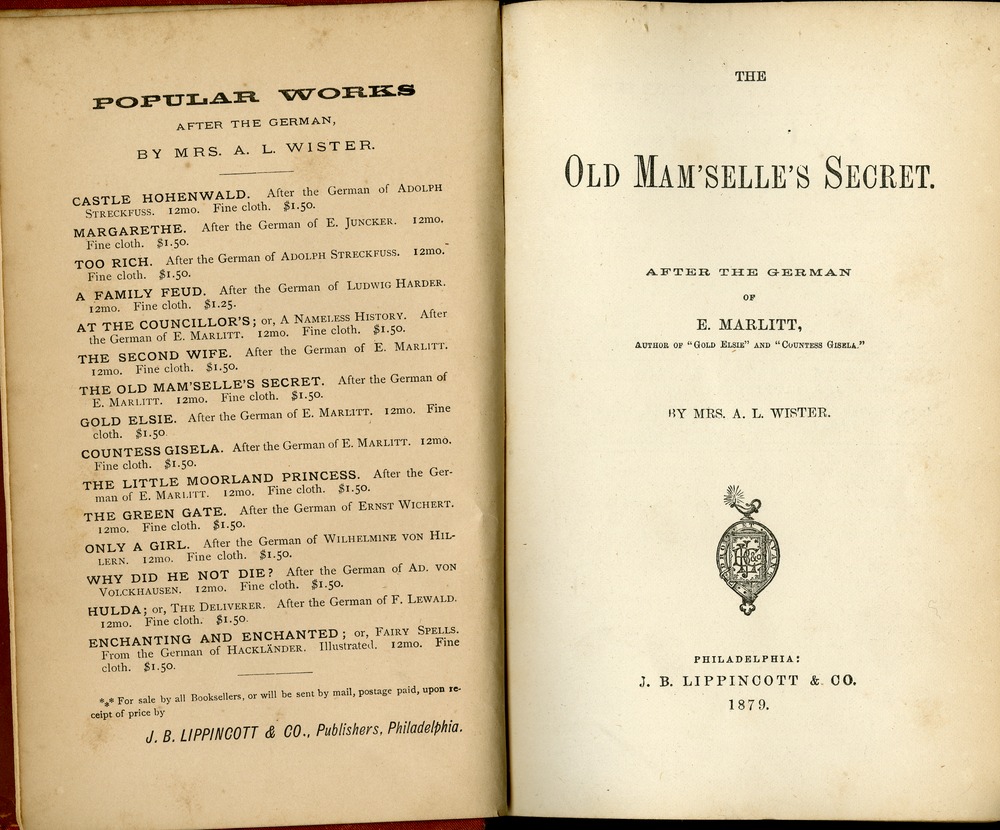 POPULAR WORKS
AFTER THE GERMAN,
BY MRS. A. L. WISTER.
CASTLE HOHENWALD. After the German of ADOLPH
STRECKFUSS. 12mo. Fine cloth. $1.50.
MARGARETHE. After the German of E. JUNCKER. 12mo.
Fine cloth. $1.50.
TOO RICH. After the German of ADOLPH STRECKFUSS. 12mo.
Fine cloth. $1.50.
A FAMILY FEUD. After the German of LUDWIG HARDER.
12mo. Fine cloth. $1.25.
AT THE COUNCILLOR'S; or, A NAMELESS HISTORY. After
the German of E. MARLITT. 12mo. Fine cloth. $1.50.
THE SECOND WIFE. After the German of E. MARLITT.
12mo. Fine cloth. $1.50.
THE OLD MAM'SELLE'S SECRET. After the German of
E. MARLITT. 12mo. Fine cloth. $1.50.
GOLD ELSIE. After the German of E. MARLITT. 12mo. Fine
cloth. $1.50
COUNTESS GISELA. After the German of E. MARLITT. 12mo.
Fine cloth. $1.50.
THE LITTLE MOORLAND PRINCESS. After the Ger-
man of E. MARLITT. 12mo. Fine cloth. $1.50.
THE GREEN GATE. After the German of ERNST WICHERT.
12mo. Fine cloth. $1.50.
ONLY A GIRL. After the German of WILHELMINE VON HIL-
LERN. 12mo. Fine cloth. $1.50.
WHY DID HE NOT DIE? After the German of AD. VON
VOLCKHAUSEN. 12mo. Fine cloth. $1.50.
HULDA; or, THE DELIVERER. After the German of F. LEWALD.
12mo. Fine cloth. $1.50.
ENCHANTING AND ENCHANTED; or, FAIRY SPELLS.
From the German of HACKLÄNDER. Illustrated. 12mo. Fine
cloth. $1.50.
*** For sale by all Booksellers, or will be sent by mail, postage paid, upon re-
ceipt of price by
J. B. LIPPINCOTT & CO., Publishers, Philadelphia.
THE
OLD MAM'SELLE'S SECRET.
AFTER THE GERMAN
OF
E. MARLITT,
AUTHOR OF "GOLD ELSIE" AND "COUNTESS GISELA."
BY MRS. A. L. WISTER.
PHILADELPHIA:
J. B. LIPPINCOTT & CO.
1879.